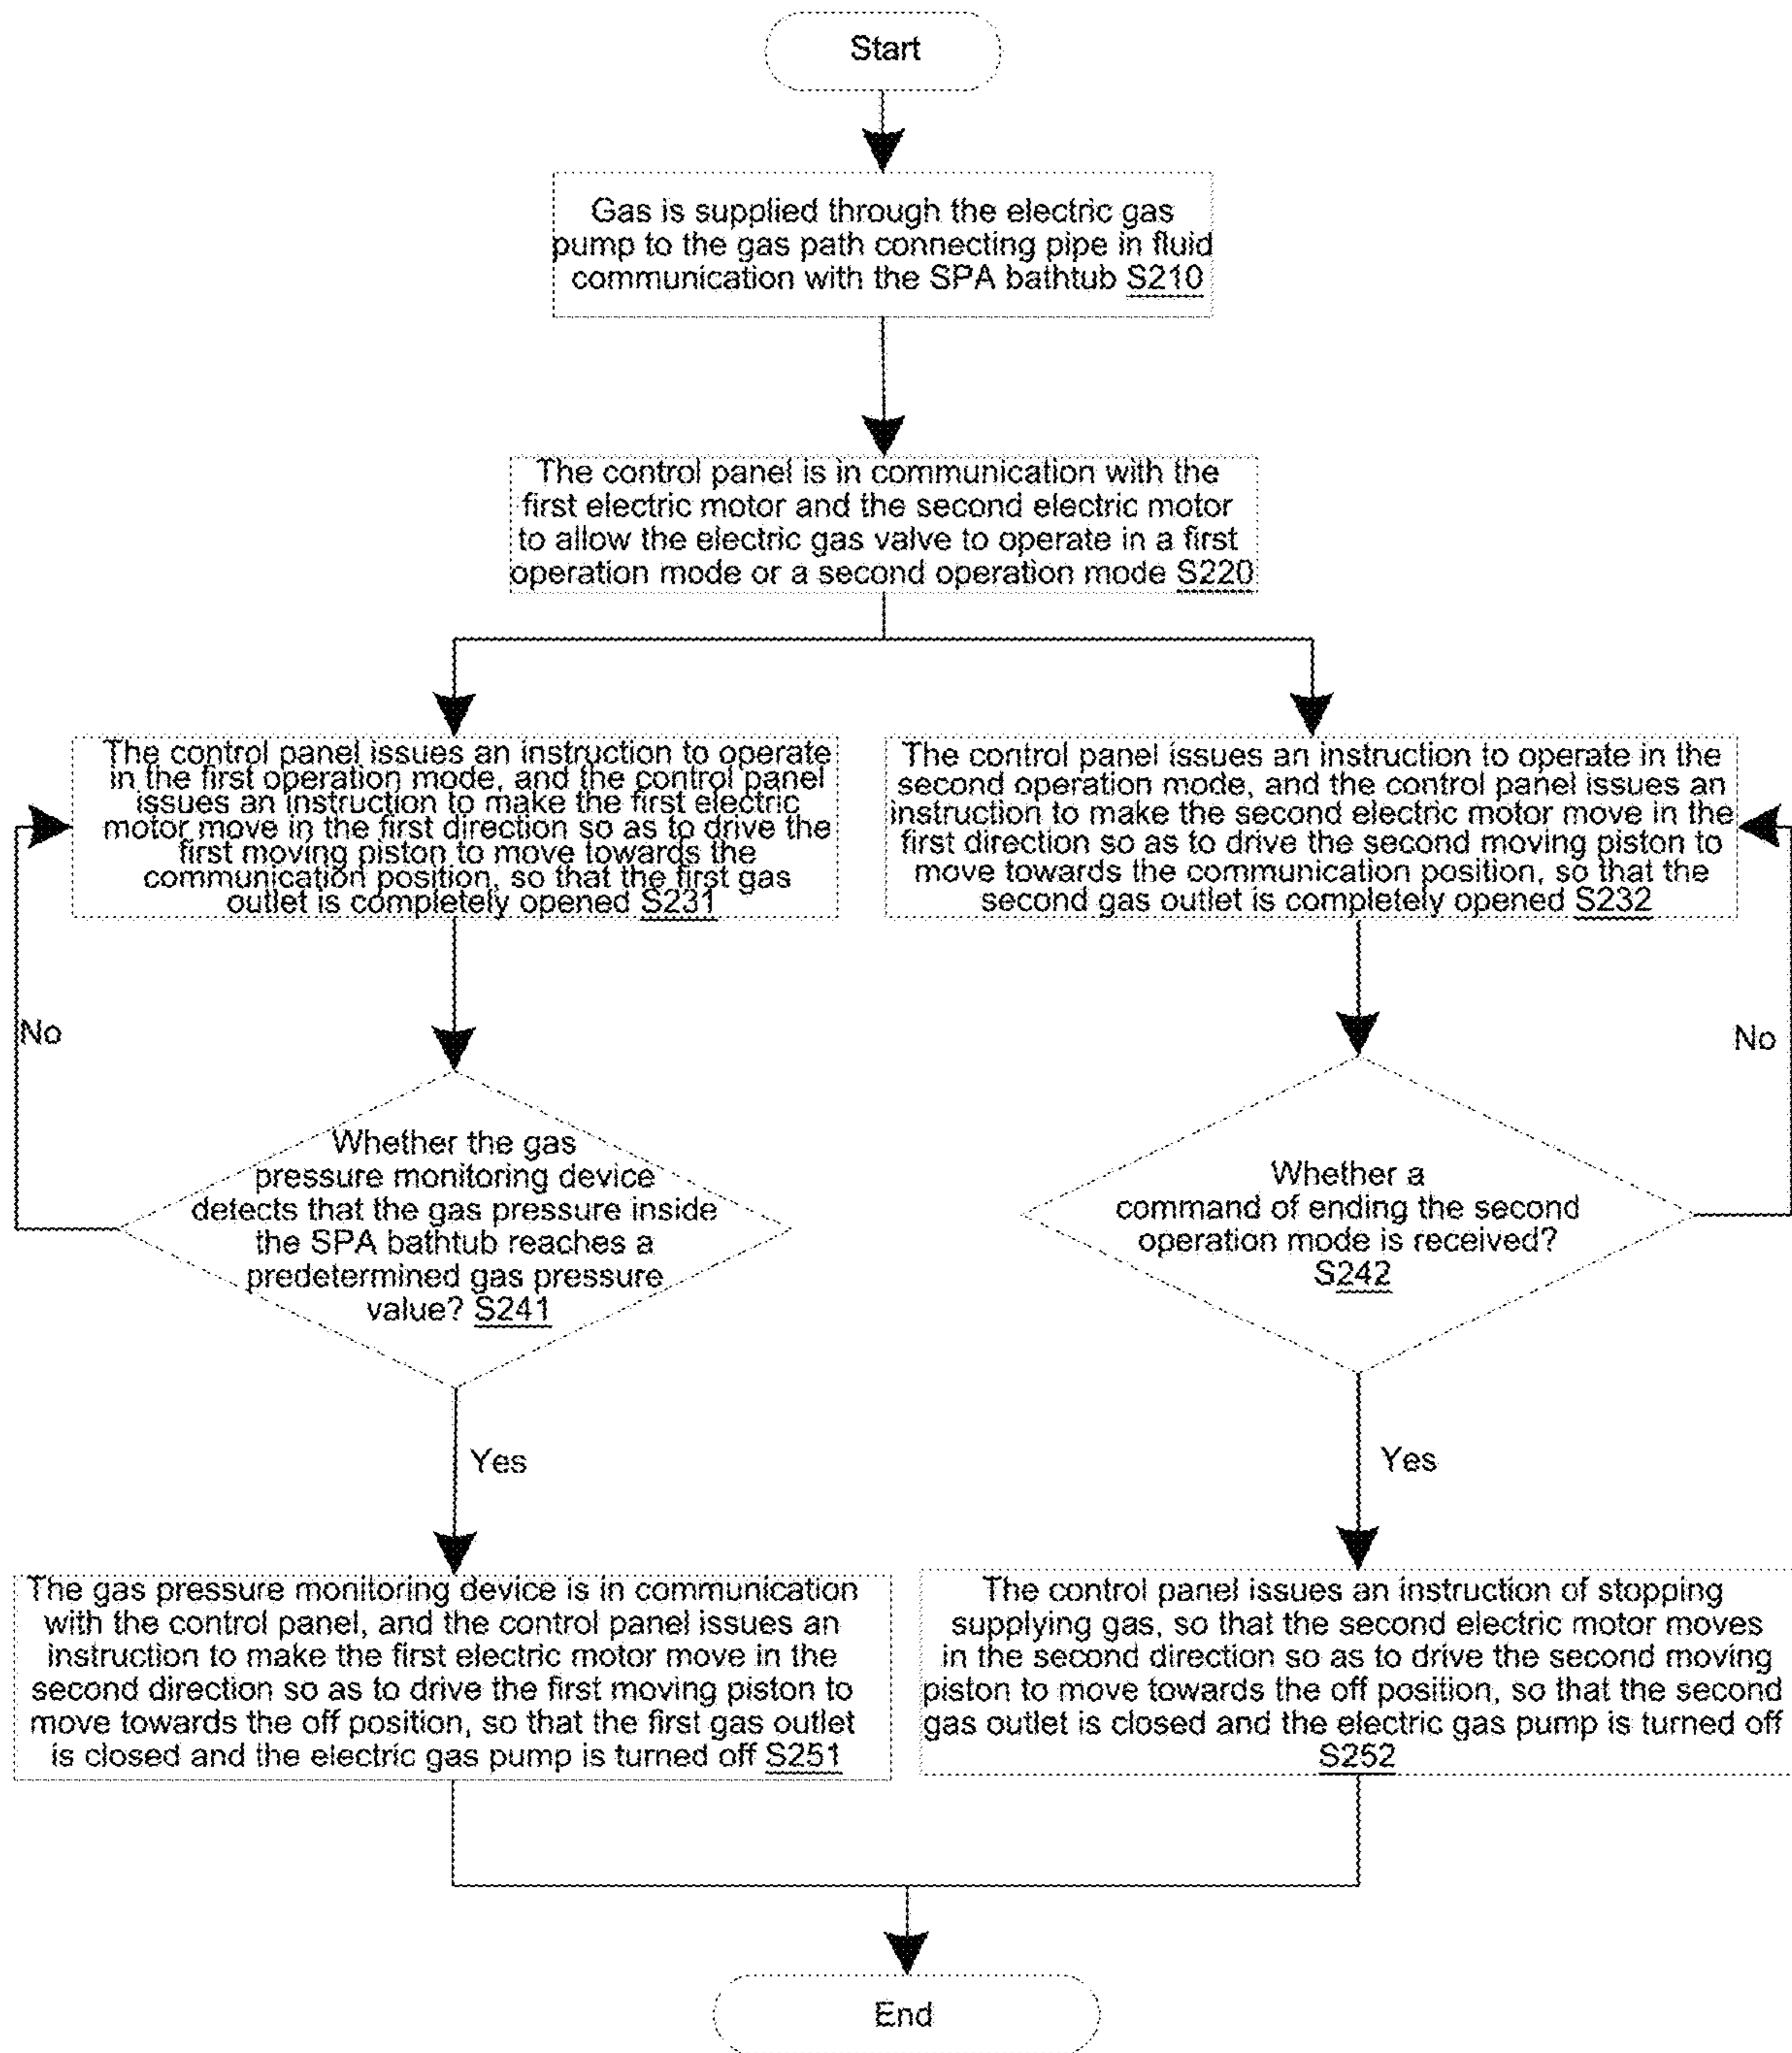 Start
Gas is supplied through the electric gas
pump to the gas path connecting pipe in fluid
communication with the SPA bathtub S210
The control panel is in communication with the
first electric motor and the second electric motor
to allow the electric gas valve to operate in a first
operation mode or a second operation mode S220
The control panel issues an instruction to operate
in the first operation mode, and the control panel
issues an instruction to make the first electric
motor move in the first direction so as to drive the
first moving piston to move towards the
communication position, so that the first gas
outlet is completely opened S231
The control panel issues an instruction to operate in the
second operation mode, and the control panel issues an
instruction to make the second electric motor move in the
first direction so as to drive the second moving piston to
move towards the communication position, so that the
second gas outlet is completely opened S232
No
No
Whether the gas
pressure monitoring device
detects that the gas pressure inside
the SPA bathtub reaches a
predetermined gas pressure
value? S241
Whether a
command of ending the second
operation mode is received?
S242
Yes
Yes
The gas pressure monitoring device is in communication
with the control panel, and the control panel issues an
instruction to make the first electric motor move in the
second direction so as to drive the first moving piston to
move towards the off position, so that the first gas outlet
is closed and the electric gas pump is turned off S251
The control panel issues an instruction of stopping
supplying gas, so that the second electric motor moves
in the second direction so as to drive the second moving
piston to move towards the off position, so that the second
gas outlet is closed and the electric gas pump is turned off
S252
End